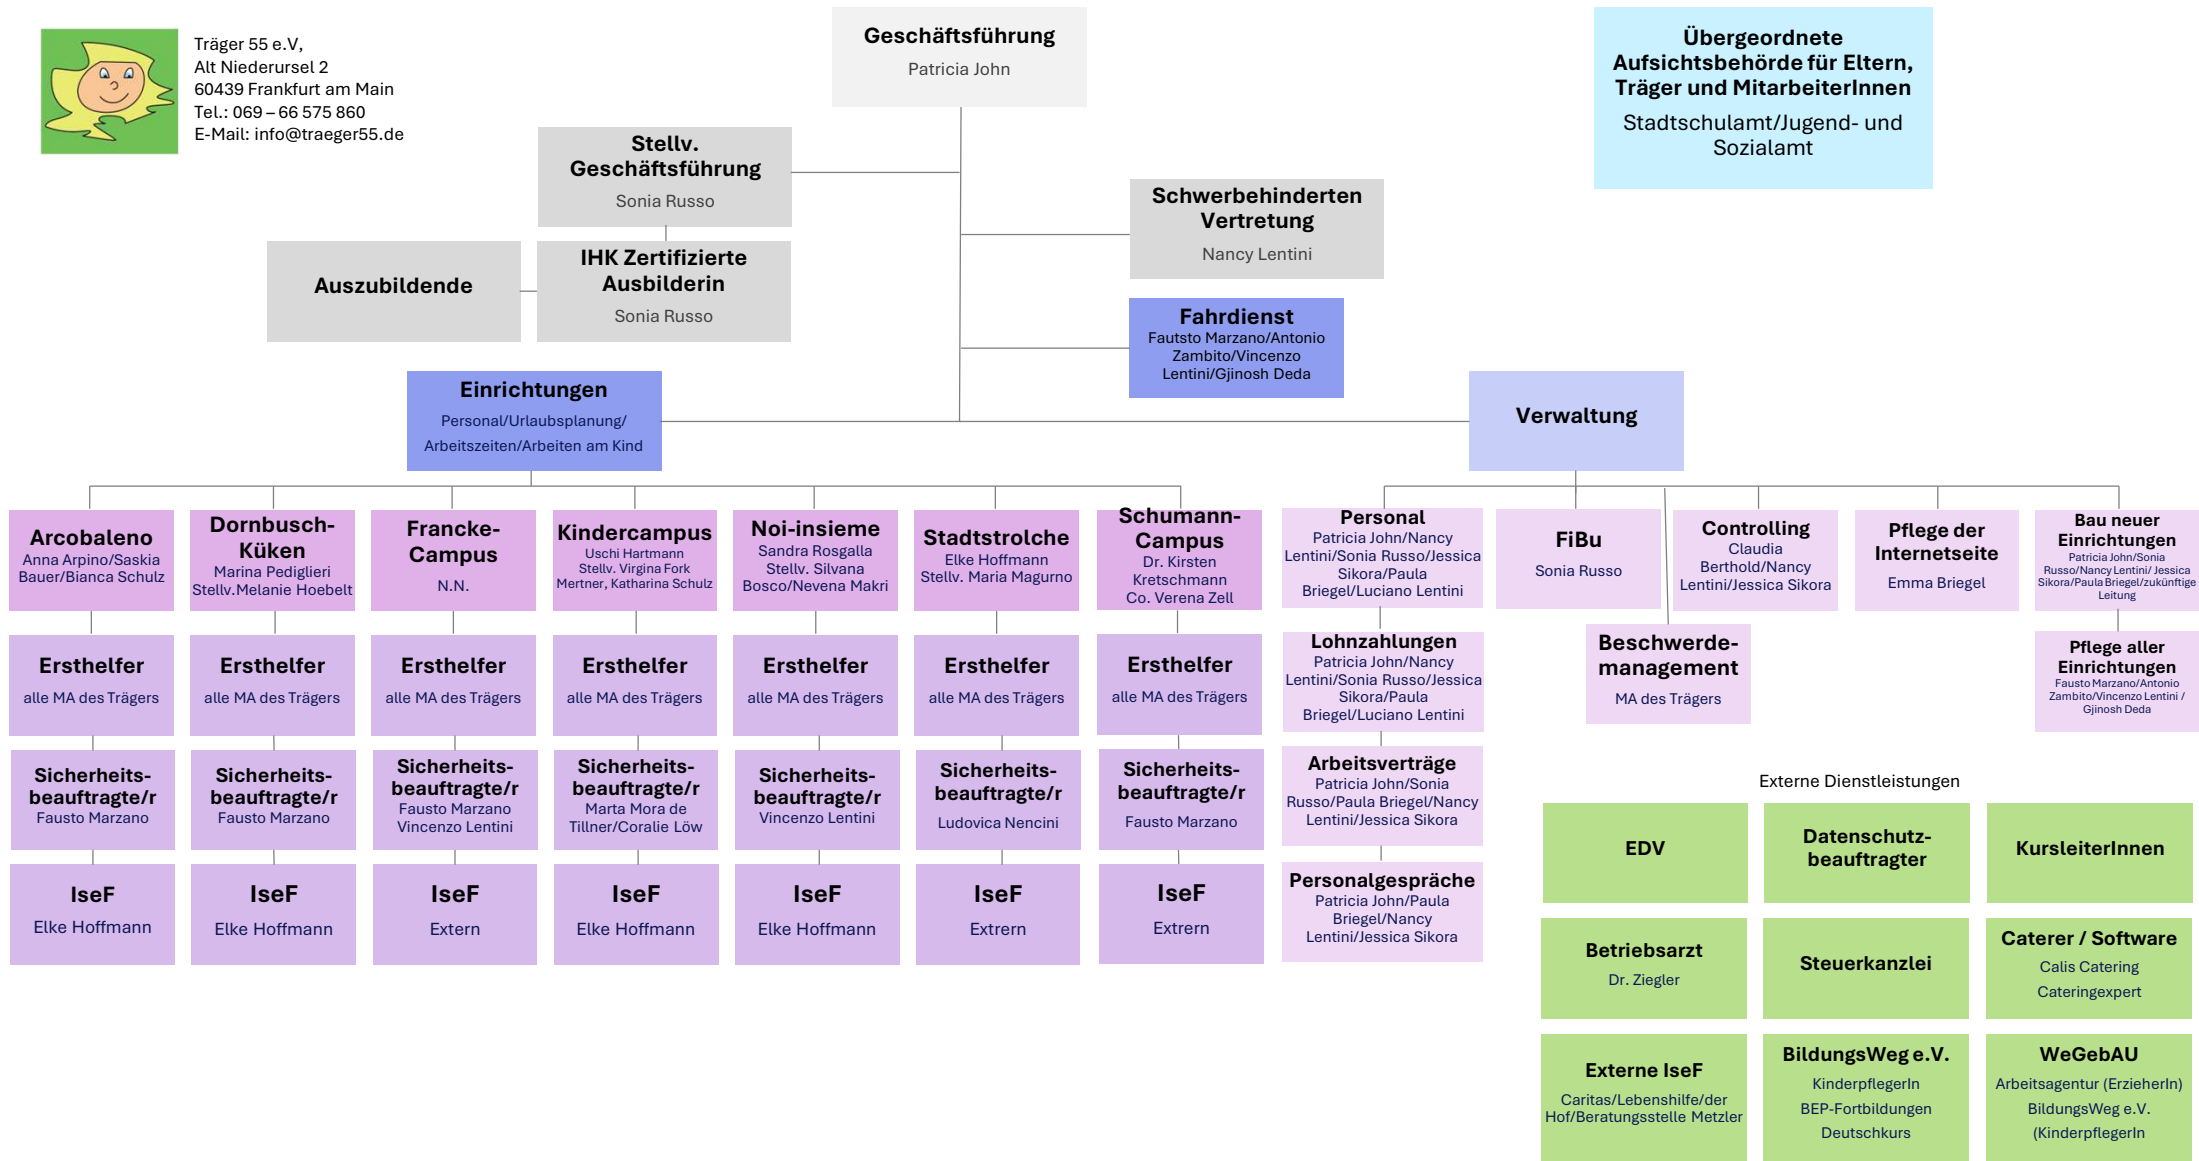 Träger 55 e.V,
Alt Niederursel 2
60439 Frankfurt am Main
Tel.: 069 – 66 575 860
E-Mail: info@traeger55.de
Geschäftsführung
Patricia John
Übergeordnete
Aufsichtsbehörde für Eltern,
Träger und MitarbeiterInnen
Stadtschulamt/Jugend- und
Sozialamt
Stellv.
Geschäftsführung
Sonia Russo
Schwerbehinderten
Vertretung
Nancy Lentini
Auszubildende
IHK Zertifizierte
Ausbilderin
Sonia Russo
Fahrdienst
Fautsto Marzano/Antonio
Zambito/Vincenzo
Lentini/Gjinosh Deda
Einrichtungen
Personal/Urlaubsplanung/
Arbeitszeiten/Arbeiten am Kind
Verwaltung
Arcobaleno
Anna Arpino/Saskia
Bauer/Bianca Schulz
Dornbusch-
Küken
Marina Pediglieri
Stellv.Melanie Hoebelt
Francke-
Campus
N.N.
Kindercampus
Uschi Hartmann
Stellv. Virgina Fork
Mertner, Katharina Schulz
Noi-insieme
Sandra Rosgalla
Stellv. Silvana
Bosco/Nevena Makri
Stadtstrolche
Elke Hoffmann
Stellv. Maria Magurno
Schumann-
Campus
Dr. Kirsten
Kretschmann
Co. Verena Zell
Personal
Patricia John/Nancy
Lentini/Sonia Russo/Jessica
Sikora/Paula
Briegel/Luciano Lentini
FiBu
Sonia Russo
Controlling
Claudia
Berthold/Nancy
Lentini/Jessica Sikora
Pflege der
Internetseite
Emma Briegel
Bau neuer
Einrichtungen
Patricia John/Sonia
Russo/Nancy Lentini/ Jessica
Sikora/Paula Briegel/zukünftige
Leitung
Ersthelfer
alle MA des Trägers
Ersthelfer
alle MA des Trägers
Ersthelfer
alle MA des Trägers
Ersthelfer
alle MA des Trägers
Ersthelfer
alle MA des Trägers
Ersthelfer
alle MA des Trägers
Ersthelfer
alle MA des Trägers
Lohnzahlungen
Patricia John/Nancy
Lentini/Sonia Russo/Jessica
Sikora/Paula
Briegel/Luciano Lentini
Beschwerde-
management
MA des Trägers
Pflege aller
Einrichtungen
Fausto Marzano/Antonio
Zambito/Vincenzo Lentini /
Gjinosh Deda
Sicherheits-
beauftragte/r
Fausto Marzano
Sicherheits-
beauftragte/r
Fausto Marzano
Sicherheits-
beauftragte/r
Fausto Marzano
Vincenzo Lentini
Sicherheits-
beauftragte/r
Marta Mora de
Tillner/Coralie Löw
Sicherheits-
beauftragte/r
Vincenzo Lentini
Sicherheits-
beauftragte/r
Ludovica Nencini
Sicherheits-
beauftragte/r
Fausto Marzano
Arbeitsverträge
Patricia John/Sonia
Russo/Paula Briegel/Nancy
Lentini/Jessica Sikora
IseF
Elke Hoffmann
IseF
Elke Hoffmann
IseF
Extern
IseF
Elke Hoffmann
IseF
Elke Hoffmann
IseF
Extrern
IseF
Extrern
Personalgespräche
Patricia John/Paula
Briegel/Nancy
Lentini/Jessica Sikora
Externe Dienstleistungen
EDV
Datenschutz-
beauftragter
KursleiterInnen
Betriebsarzt
Dr. Ziegler
Steuerkanzlei
Caterer / Software
Calis Catering
Cateringexpert
Externe IseF
Caritas/Lebenshilfe/der
Hof/Beratungsstelle Metzler
BildungsWeg e.V.
KinderpflegerIn
BEP-Fortbildungen
Deutschkurs
WeGebAU
Arbeitsagentur (ErzieherIn)
BildungsWeg e.V.
(KinderpflegerIn